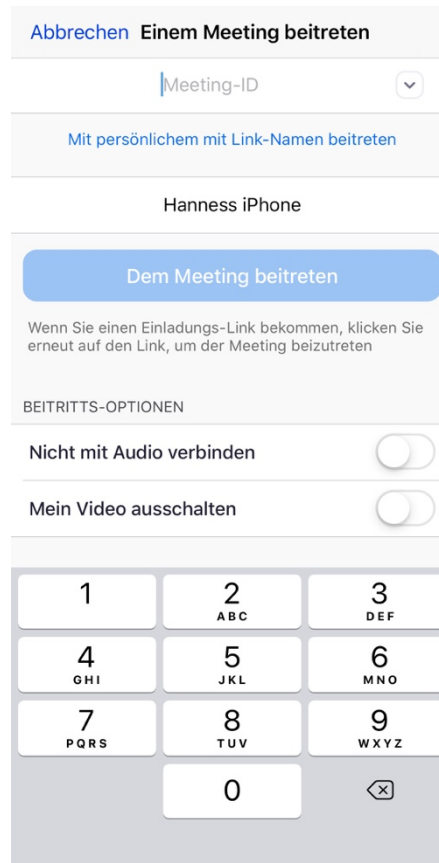 Abbrechen Einem Meeting beitreten
Meeting-ID
Mit persönlichem mit Link-Namen beitreten
Hanness iPhone
Dem Meeting beitreten
Wenn Sie einen Einladungs-Link bekommen, klicken Sie
erneut auf den Link, um der Meeting beizutreten
BEITRITTS-OPTIONEN
Nicht mit Audio verbinden
Mein Video ausschalten
1 2 3
ABC DEF
4 5 6
GHI JKL MNO
7 8 9
PQRS TUV WXYZ
0